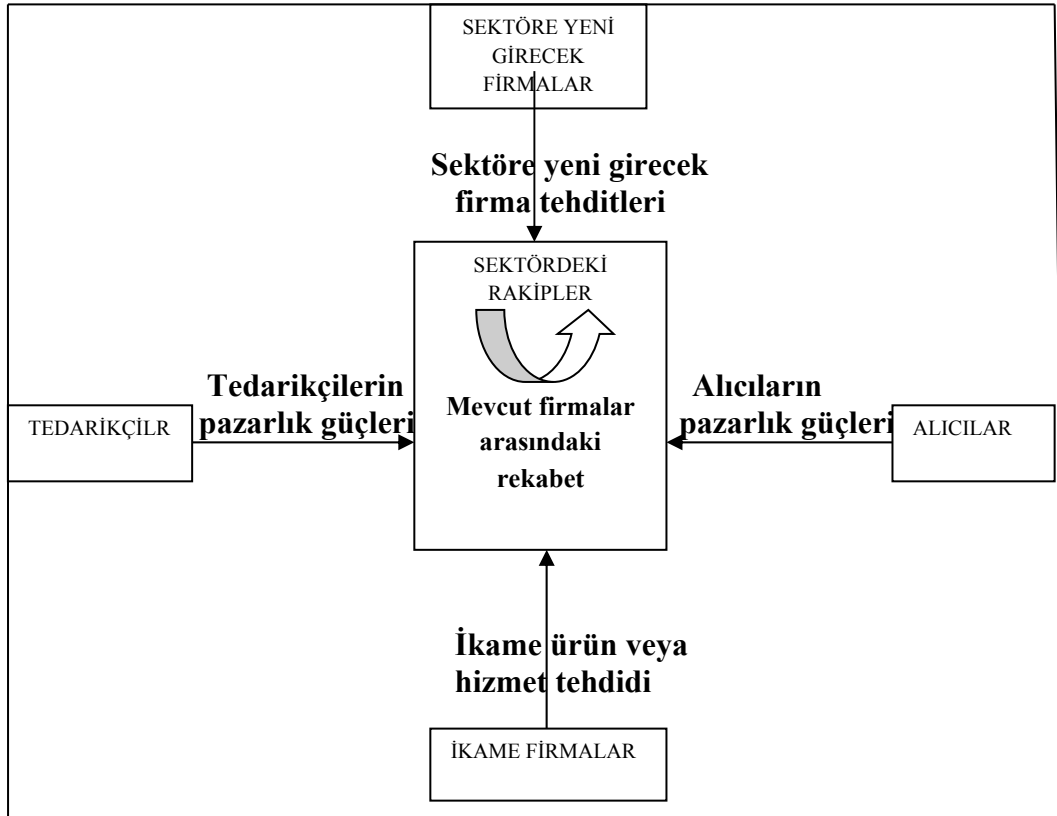 SEKTÖRE YENİ
GİRECEK
FİRMALAR
Sektöre yeni girecek
firma tehditleri
SEKTÖRDEKİ
RAKİPLER
Tedarikçilerin
pazarlık güçleri
TEDARİKÇİLR
Mevcut firmalar
arasındaki
rekabet
Alıcıların
pazarlık güçleri
ALICILAR
İkame ürün veya
hizmet tehdidi
İKAME FİRMALAR